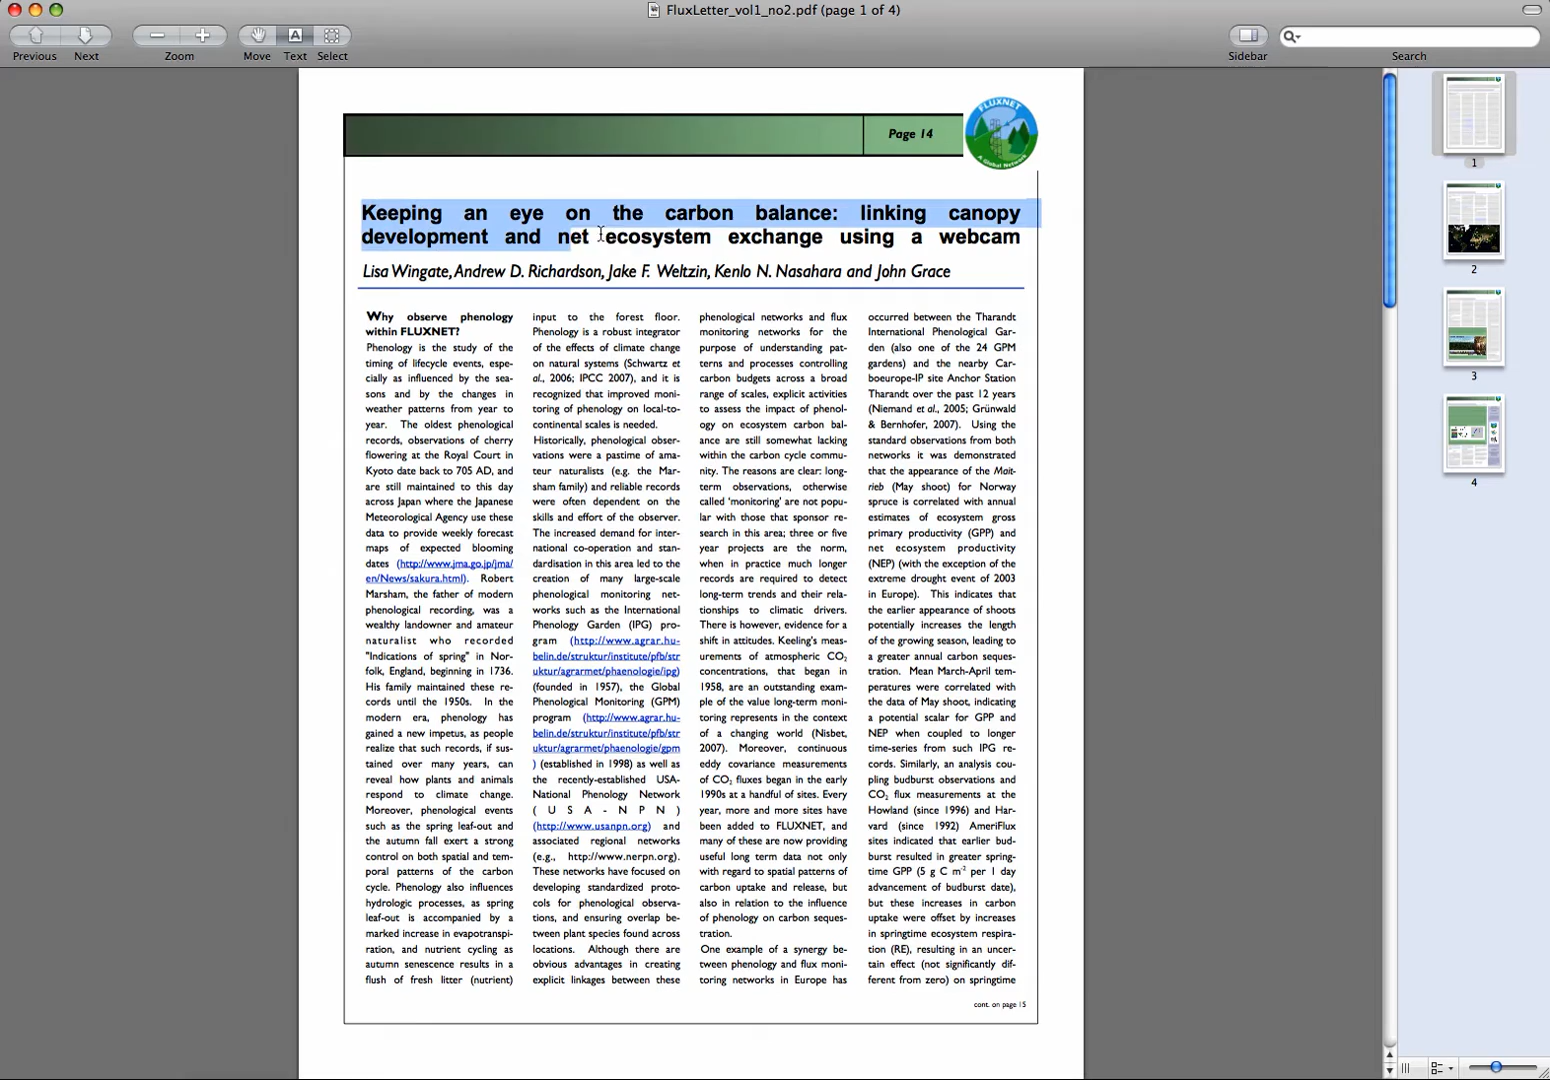 FluxLetter_vol1_no2.pdf (page 1 of 4)
Previous Next Zoom Move Text Select Sidebar Search
A
Page 14
FLUXNET
A Global Network
Keeping an eye on the carbon balance: linking canopy
development and net ecosystem exchange using a webcam
Lisa Wingate, Andrew D. Richardson, Jake F. Weltzin, Kenlo N. Nasahara and John Grace
Why observe phenology
within FLUXNET?
Phenology is the study of the
timing of lifecycle events, espe-
cially as influenced by the sea-
sons and by the changes in
weather patterns from year to
year. The oldest phenological
records, observations of cherry
flowering at the Royal Court in
Kyoto date back to 705 AD, and
are still maintained to this day
across Japan where the Japanese
Meteorological Agency use these
data to provide weekly forecast
maps of expected blooming
dates (http://www.jma.go.jp/jma/
en/News/sakura.html). Robert
Marsham, the father of modern
phenological recording, was a
wealthy landowner and amateur
naturalist who recorded
"Indications of spring" in Nor-
folk, England, beginning in 1736.
His family maintained these re-
cords until the 1950s. In the
modern era, phenology has
gained a new impetus, as people
realize that such records, if sus-
tained over many years, can
reveal how plants and animals
respond to climate change.
Moreover, phenological events
such as the spring leaf-out and
the autumn fall exert a strong
control on both spatial and tem-
poral patterns of the carbon
cycle. Phenology also influences
hydrologic processes, as spring
leaf-out is accompanied by a
marked increase in evapotranspi-
ration, and nutrient cycling as
autumn senescence results in a
flush of fresh litter (nutrient)
input to the forest floor.
Phenology is a robust integrator
of the effects of climate change
on natural systems (Schwartz et
al., 2006; IPCC 2007), and it is
recognized that improved moni-
toring of phenology on local-to-
continental scales is needed.
Historically, phenological obser-
vations were a pastime of ama-
teur naturalists (e.g. the Mar-
sham family) and reliable records
were often dependent on the
skills and effort of the observer.
The increased demand for inter-
national co-operation and stan-
dardisation in this area led to the
creation of many large-scale
phenological monitoring net-
works such as the International
Phenology Garden (IPG) pro-
gram (http://www.agrar.hu-
belin.de/struktur/institute/pfb/str
uktur/agrarmet/phaenologie/ipg)
(founded in 1957), the Global
Phenological Monitoring (GPM)
program (http://www.agrar.hu-
belin.de/struktur/institute/pfb/str
uktur/agrarmet/phaenologie/gpm
) (established in 1998) as well as
the recently-established USA-
National Phenology Network
( U S A - N P N )
(http://www.usanpn.org) and
associated regional networks
(e.g., http://www.nerpn.org).
These networks have focused on
developing standardized proto-
cols for phenological observa-
tions, and ensuring overlap be-
tween plant species found across
locations. Although there are
obvious advantages in creating
explicit linkages between these
phenological networks and flux
monitoring networks for the
purpose of understanding pat-
terns and processes controlling
carbon budgets across a broad
range of scales, explicit activities
to assess the impact of phenol-
ogy on ecosystem carbon bal-
ance are still somewhat lacking
within the carbon cycle commu-
nity. The reasons are clear: long-
term observations, otherwise
called 'monitoring' are not popu-
lar with those that sponsor re-
search in this area; three or five
year projects are the norm,
when in practice much longer
records are required to detect
long-term trends and their rela-
tionships to climatic drivers.
There is however, evidence for a
shift in attitudes. Keeling's meas-
urements of atmospheric CO2
concentrations, that began in
1958, are an outstanding exam-
ple of the value long-term moni-
toring represents in the context
of a changing world (Nisbet,
2007). Moreover, continuous
eddy covariance measurements
of CO2 fluxes began in the early
1990s at a handful of sites. Every
year, more and more sites have
been added to FLUXNET, and
many of these are now providing
useful long term data not only
with regard to spatial patterns of
carbon uptake and release, but
also in relation to the influence
of phenology on carbon seques-
tration.
One example of a synergy be-
tween phenology and flux moni-
toring networks in Europe has
occurred between the Tharandt
International Phenological Gar-
den (also one of the 24 GPM
gardens) and the nearby Car-
boeurope-IP site Anchor Station
Tharandt over the past 12 years
(Niemand et al., 2005; Grünwald
& Bernhofer, 2007). Using the
standard observations from both
networks it was demonstrated
that the appearance of the Mait-
rieb (May shoot) for Norway
spruce is correlated with annual
estimates of ecosystem gross
primary productivity (GPP) and
net ecosystem productivity
(NEP) (with the exception of the
extreme drought event of 2003
in Europe). This indicates that
the earlier appearance of shoots
potentially increases the length
of the growing season, leading to
a greater annual carbon seques-
tration. Mean March-April tem-
peratures were correlated with
the data of May shoot, indicating
a potential scalar for GPP and
NEP when coupled to longer
time-series from such IPG re-
cords. Similarly, an analysis cou-
pling budburst observations and
CO2 flux measurements at the
Howland (since 1996) and Har-
vard (since 1992) AmeriFlux
sites indicated that earlier bud-
burst resulted in greater spring-
time GPP (5 g C m-2 per 1 day
advancement of budburst date),
but these increases in carbon
uptake were offset by increases
in springtime ecosystem respira-
tion (RE), resulting in an uncer-
tain effect (not significantly dif-
ferent from zero) on springtime
cont. on page 15
1
2
3
4